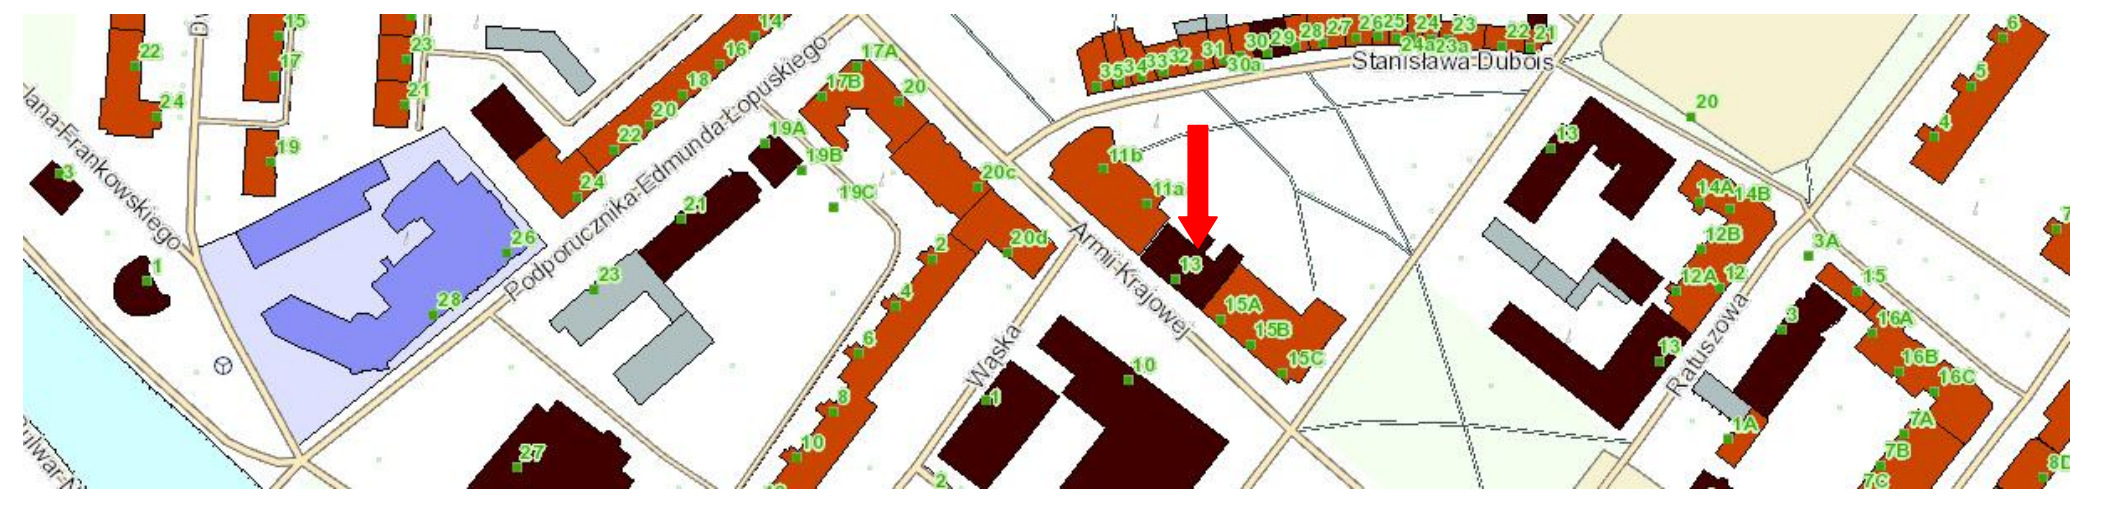 15
14
6
22
23
16
17A
35
34
33
32
31
30
30a
29
28
27
26
25
24
24a
23
23a
22
21
Stanisława Dubois
5
17
18
17B
20
20
24
21
20
22
19A
13
4
19
19B
11b
3
24
20c
11a
14A
14B
19C
21
7
Jana Frankowskiego
Podporucznika Edmunda Łopuskiego
26
2
20d
Armii Krajowej
12B
3A
1
23
13
12A
12
15
28
4
15A
3
16A
6
15B
Ratuszowa
13
Wąska
10
15C
16B
16C
8
1
7A
1A
10
7B
27
2
7C
8D